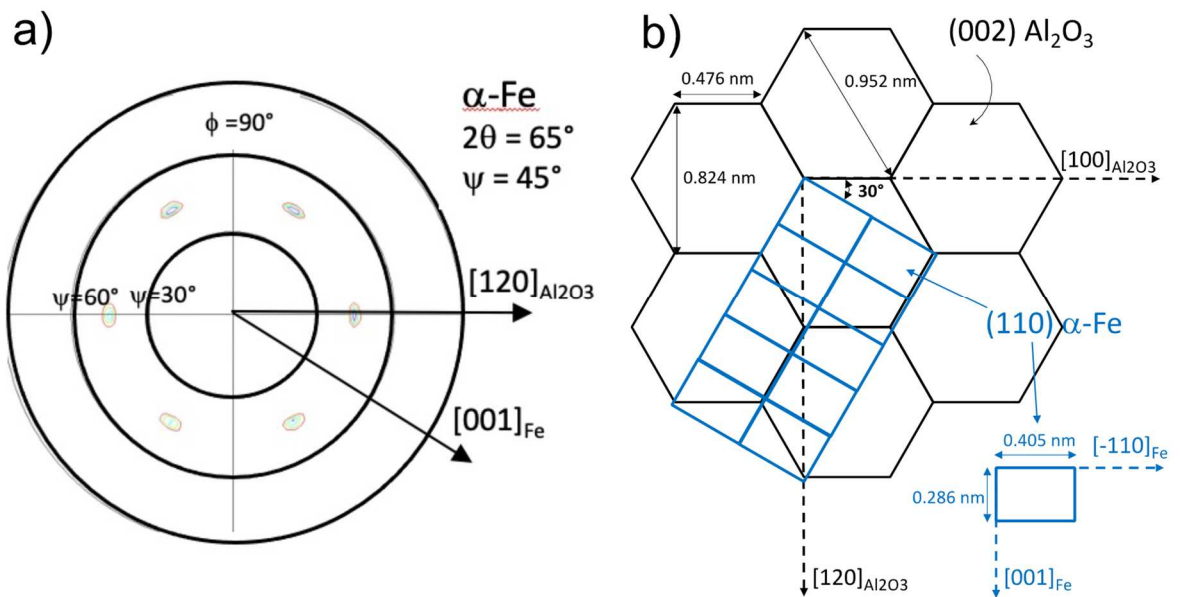 a)
ϕ =90°
α-Fe
2θ = 65°
ψ = 45°
ψ=60°
ψ=30°
[120]Al2O3
[001]Fe
b)
(002) Al₂O₃
0.476 nm
0.952 nm
0.824 nm
[100]Al2O3
30°
(110) α-Fe
0.405 nm
[-110]Fe
0.286 nm
[120]Al2O3
[001]Fe